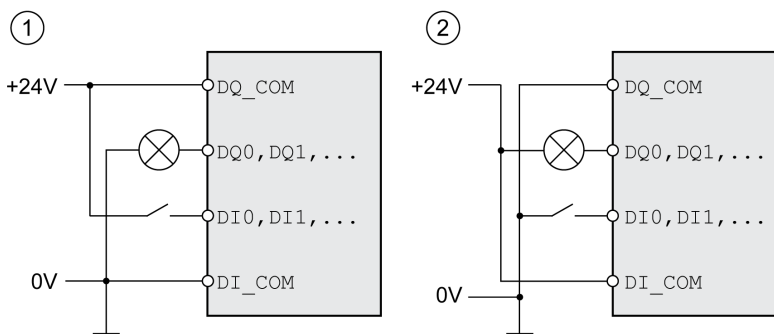 1
+24V
DQ_COM
DQ0,DQ1,...
DI0,DI1,...
0V
DI_COM
2
+24V
DQ_COM
DQ0,DQ1,...
DI0,DI1,...
DI_COM
0V